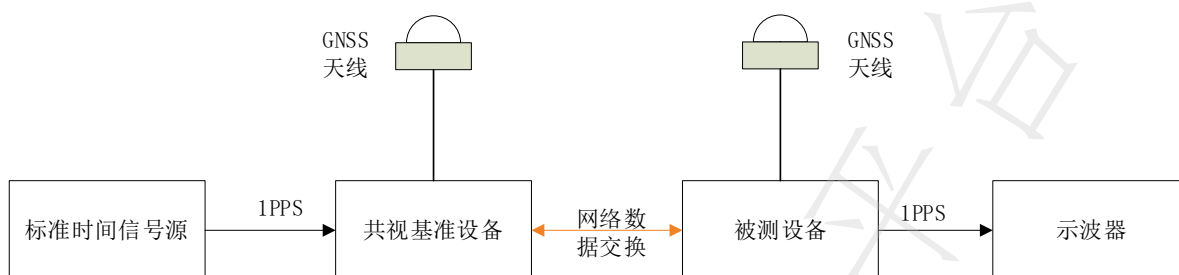 GNSS
天线
GNSS
天线
标准时间信号源
1PPS
共视基准设备
网络数
据交换
被测设备
1PPS
示波器